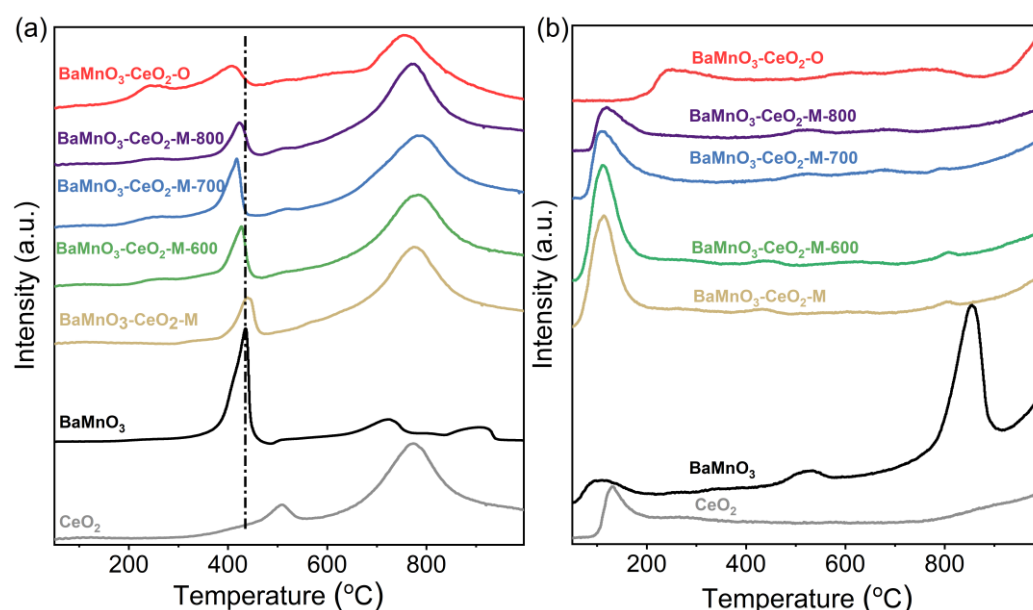 (a)
BaMnO₃-CeO₂-O
BaMnO₃-CeO₂-M-800
BaMnO₃-CeO₂-M-700
BaMnO₃-CeO₂-M-600
BaMnO₃-CeO₂-M
BaMnO₃
CeO₂
Intensity (a.u.)
200 400 600 800
Temperature (°C)
(b)
BaMnO₃-CeO₂-O
BaMnO₃-CeO₂-M-800
BaMnO₃-CeO₂-M-700
BaMnO₃-CeO₂-M-600
BaMnO₃-CeO₂-M
BaMnO₃
CeO₂
Intensity (a.u.)
200 400 600 800
Temperature (°C)